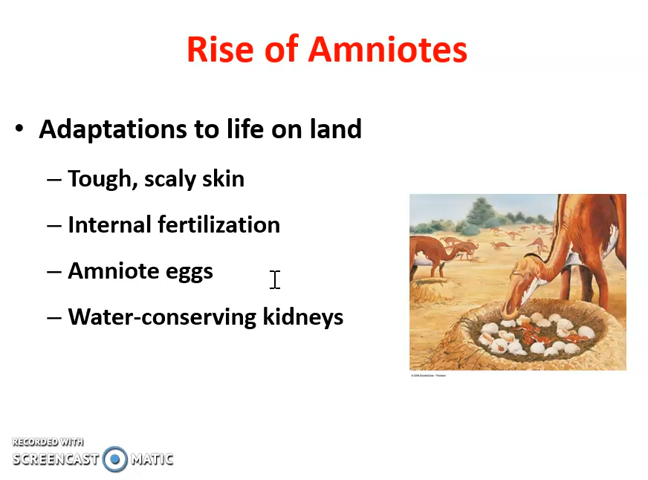 Rise of Amniotes
• Adaptations to life on land
– Tough, scaly skin
– Internal fertilization
– Amniote eggs
– Water-conserving kidneys
RECORDED WITH
SCREENCAST MATIC